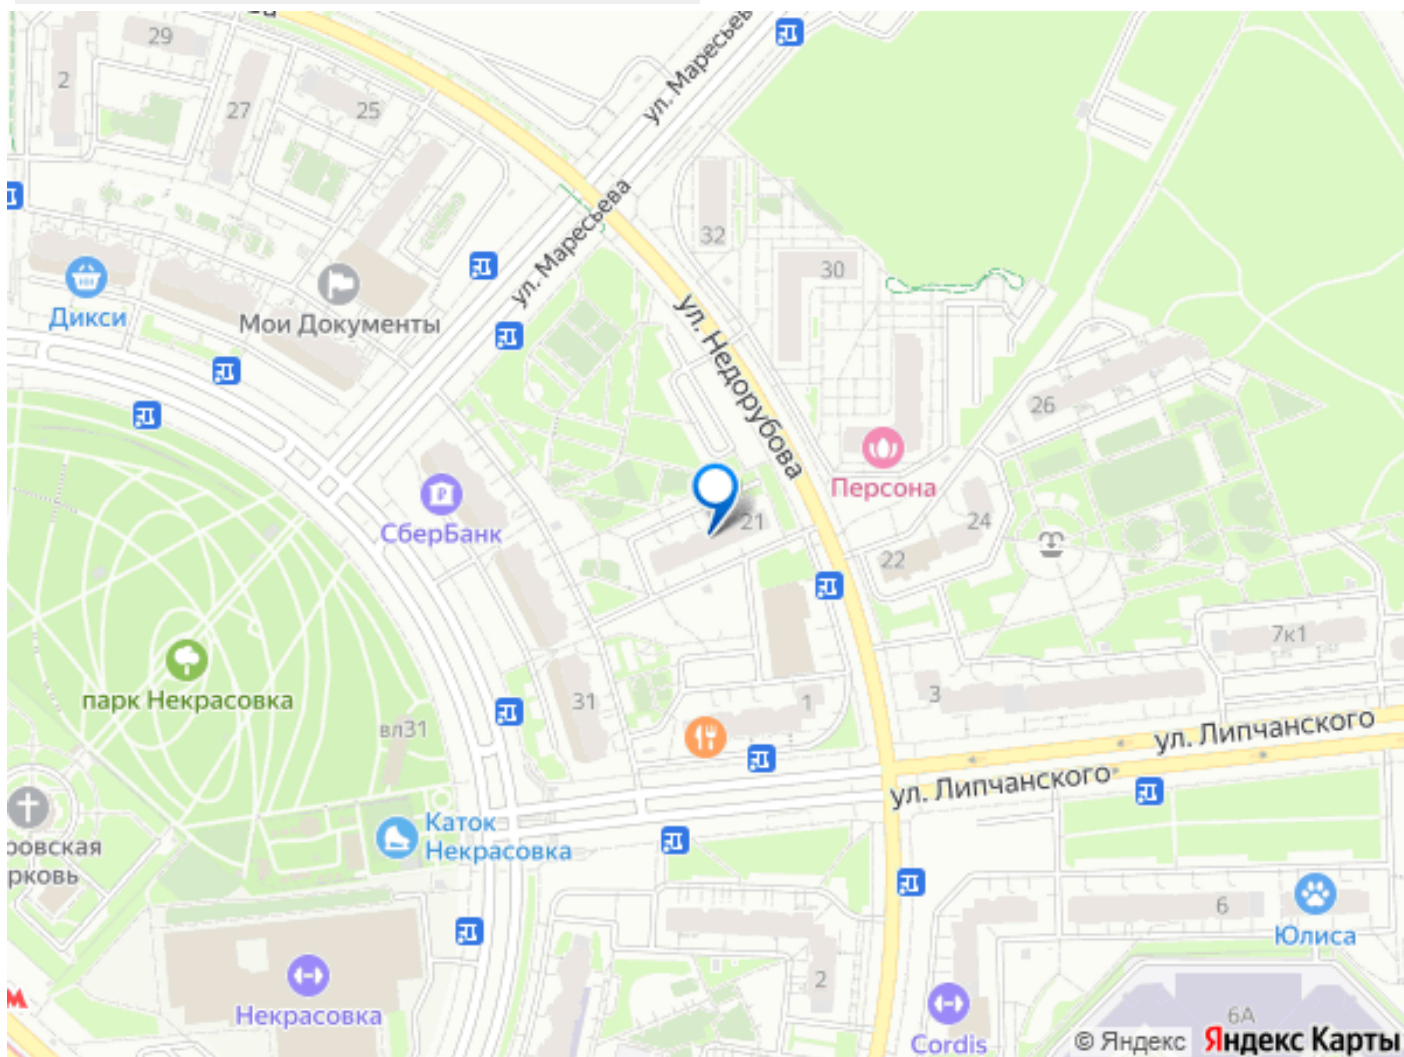 29
2
27
25
ул. Маресьева
32
30
ул. Маресьева
Дикси
Мои Документы
ул. Недорубова
26
Персона
СберБанк
21
24
22
7к1
парк Некрасовка
31
1
3
вл31
ул. Липчанского
ул. Липчанского
Каток
Некрасовка
ровская
рковь
6
Юлиса
2
Некрасовка
6А
Cordis
© Яндекс Яндекс Карты